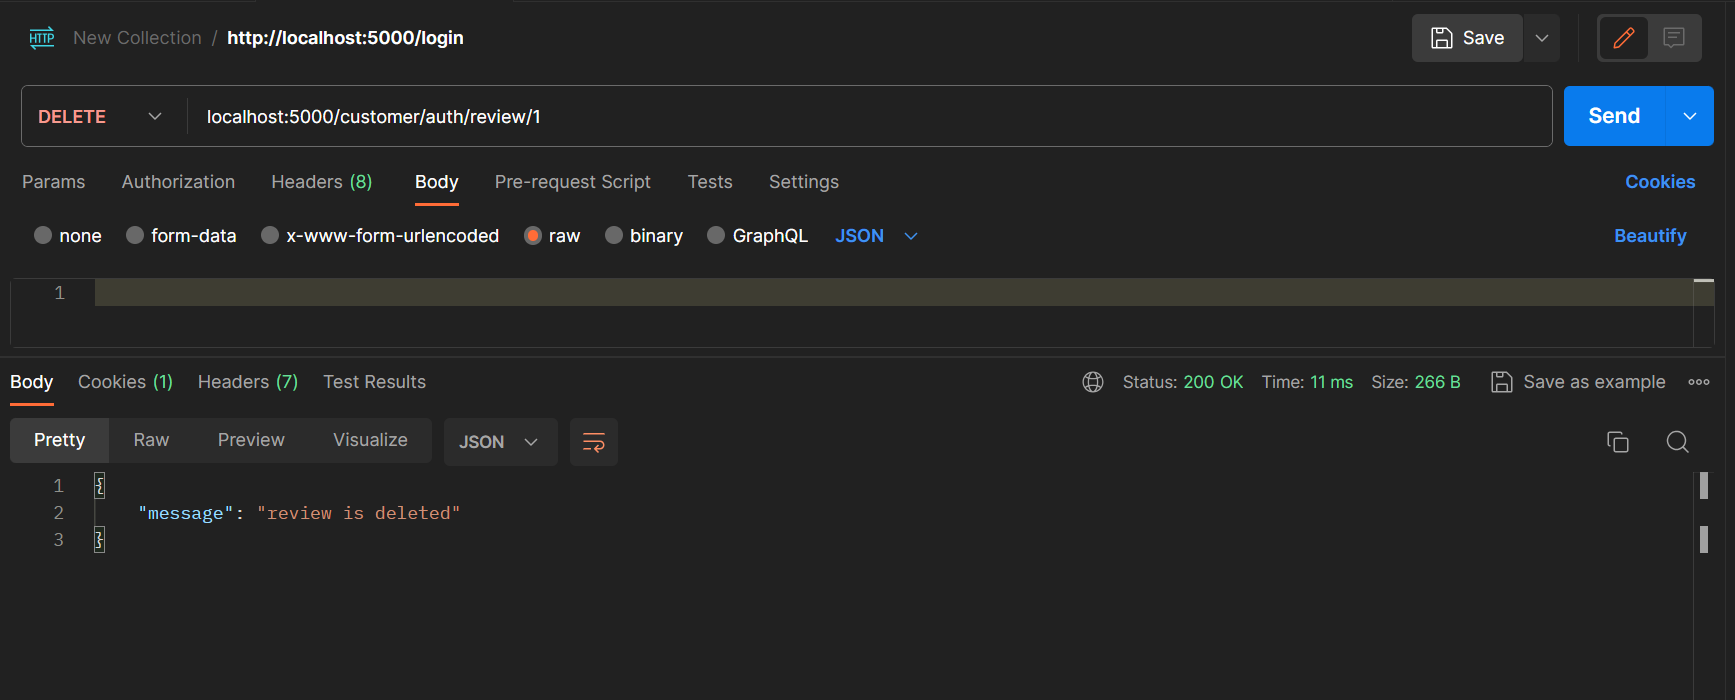 HTTP New Collection / http://localhost:5000/login Save
DELETE localhost:5000/customer/auth/review/1 Send
Params Authorization Headers (8) Body Pre-request Script Tests Settings Cookies
none form-data x-www-form-urlencoded raw binary GraphQL JSON Beautify
1
Body Cookies (1) Headers (7) Test Results Status: 200 OK Time: 11 ms Size: 266 B Save as example
Pretty Raw Preview Visualize JSON
1 {
2 "message": "review is deleted"
3 }